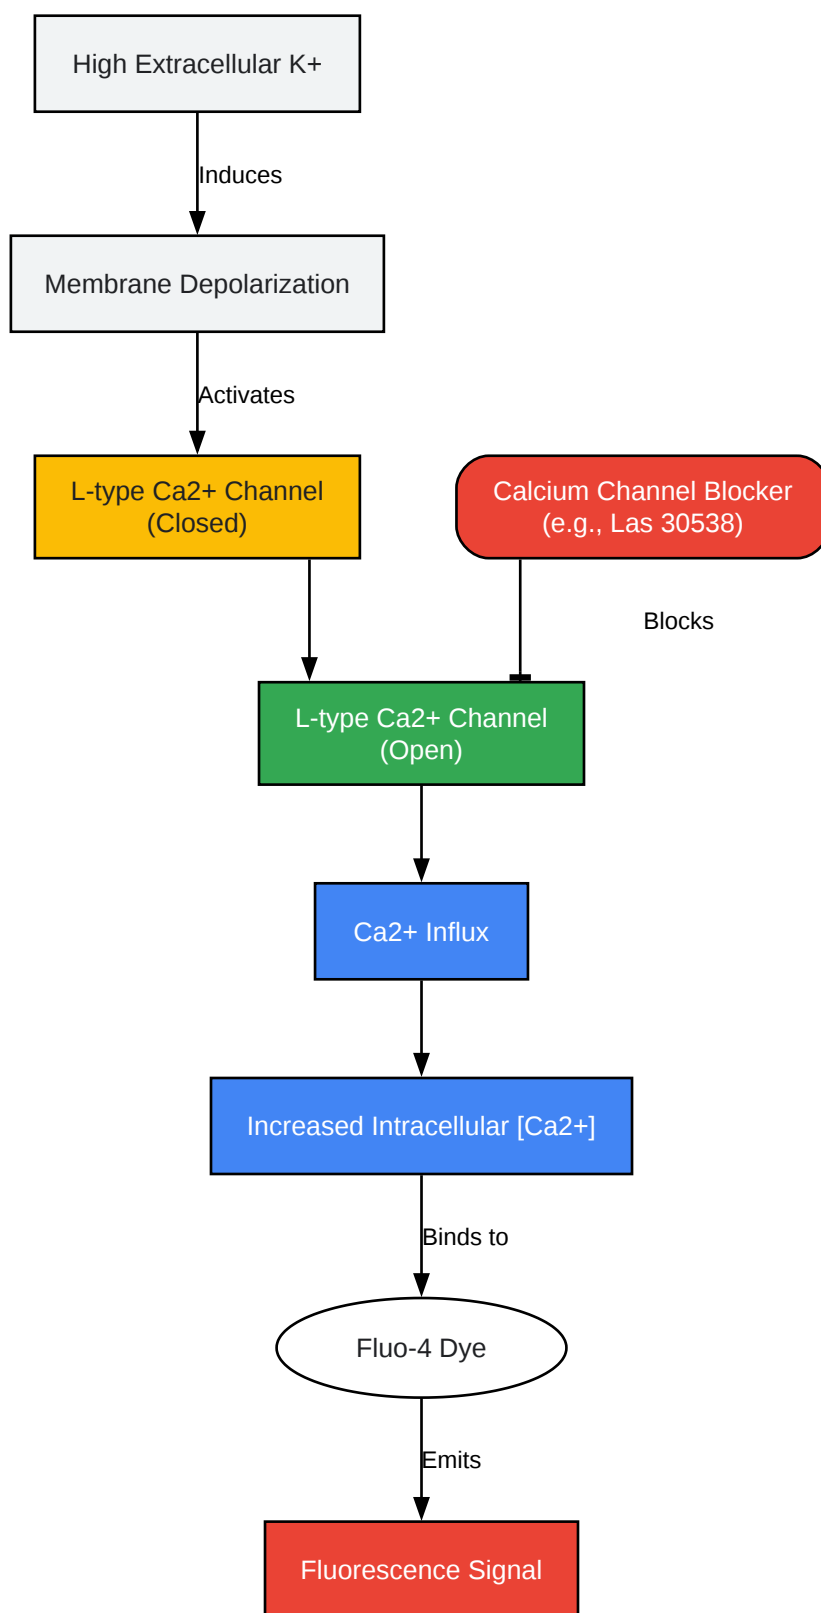 High Extracellular K+
Induces
Membrane Depolarization
Activates
L-type Ca2+ Channel
(Closed)
Calcium Channel Blocker
(e.g., Las 30538)
Blocks
L-type Ca2+ Channel
(Open)
Ca2+ Influx
Increased Intracellular [Ca2+]
Binds to
Fluo-4 Dye
Emits
Fluorescence Signal